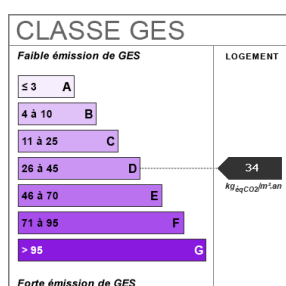 CLASSE GES
Faible émission de GES
LOGEMENT
≤ 3 A
4 à 10 B
11 à 25 C
26 à 45 D
34
kgéqCO2/m².an
46 à 70 E
71 à 95 F
> 95 G
Forte émission de GES